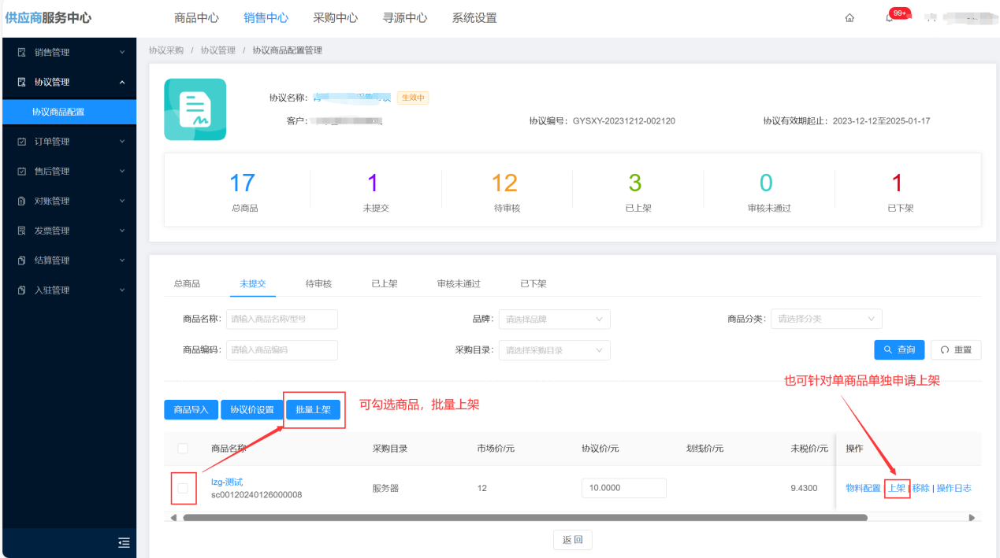 供应商服务中心 商品中心 销售中心 采购中心 寻源中心 系统设置 99+
销售管理
协议管理
协议商品配置
订单管理
售后管理
对账管理
发票管理
结算管理
入驻管理
协议采购 / 协议管理 / 协议商品配置管理
协议名称: 生效中
客户: 协议编号: GYSXY-20231212-002120 协议有效期起止: 2023-12-12至2025-01-17
17 1 12 3 0 1
总商品 未提交 待审核 已上架 审核未通过 已下架
总商品 未提交 待审核 已上架 审核未通过 已下架
商品名称: 请输入商品名称/型号 品牌: 请选择品牌 商品分类: 请选择分类
商品编码: 请输入商品编码 采购目录: 请选择采购目录 查询 重置
也可针对单商品单独申请上架
商品导入 协议价设置 批量上架 可勾选商品，批量上架
商品名称 采购目录 市场价/元 协议价/元 划线价/元 未税价/元 操作
lzg-测试
sc00120240126000008 服务器 12 10.0000 9.4300 物料配置 | 上架 | 移除 | 操作日志
返 回